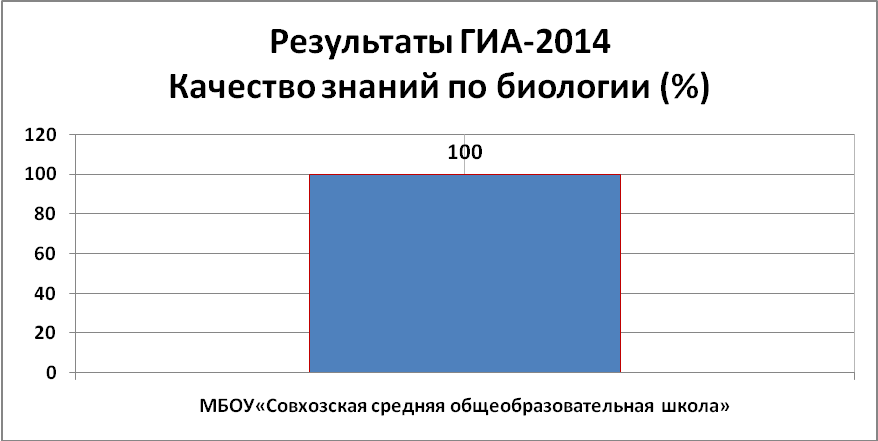 Результаты ГИА-2014
Качество знаний по биологии (%)
120
100
100
80
60
40
20
0
МБОУ«Совхозская средняя общеобразовательная школа»